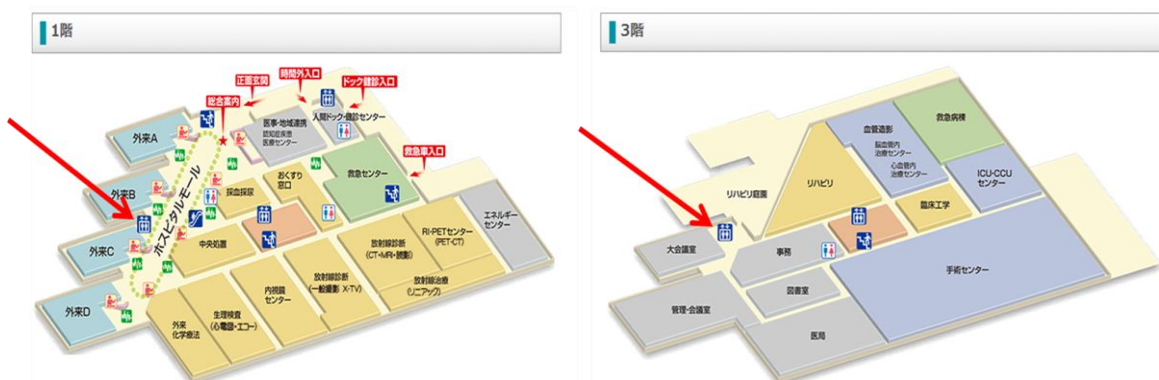 1階
正面玄関
時間外入口
ドック健診入口
総合案内
医事・地域連携
認知症疾患
医療センター
人間ドック・健診センター
外来A
救急車入口
救急センター
おくすり
窓口
採血採尿
外来B
ホスピタルモール
エネルギー
センター
RI・PETセンター
(PET・CT)
中央処置
外来C
放射線診断
(CT・MRI・読影)
放射線治療
(リニアック)
放射線診断
(一般撮影 X-TV)
内視鏡
センター
生理検査
(心電図・エコー)
外来
化学療法
外来D
3階
救急病棟
血管造影
脳血管内
治療センター
心血管内
治療センター
ICU・CCU
センター
リハビリ
リハビリ庭園
臨床工学
大会議室
事務
手術センター
図書室
管理・会議室
医局